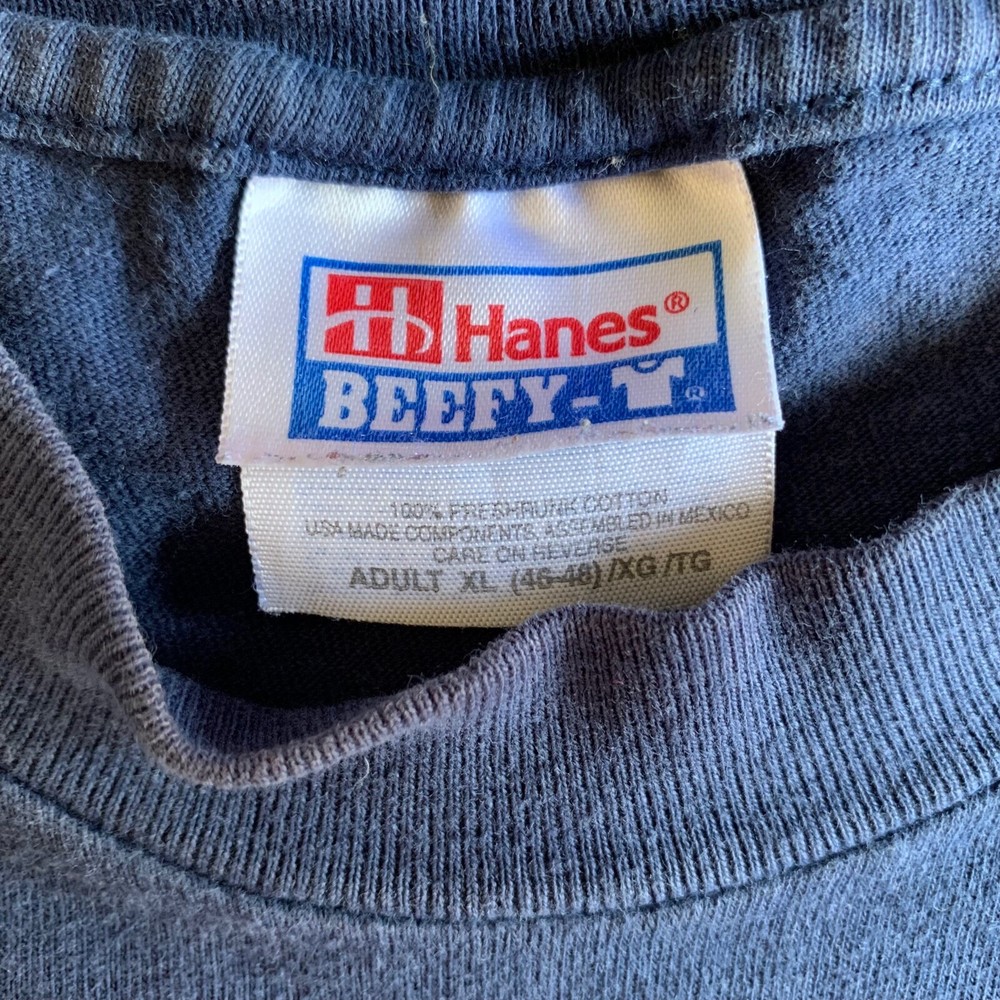 Hanes®
BEEFY-T®
100% PRESHRUNK COTTON
USA MADE COMPONENTS, ASSEMBLED IN MEXICO
CARE ON REVERSE
ADULT XL (46-48)/XG/TG